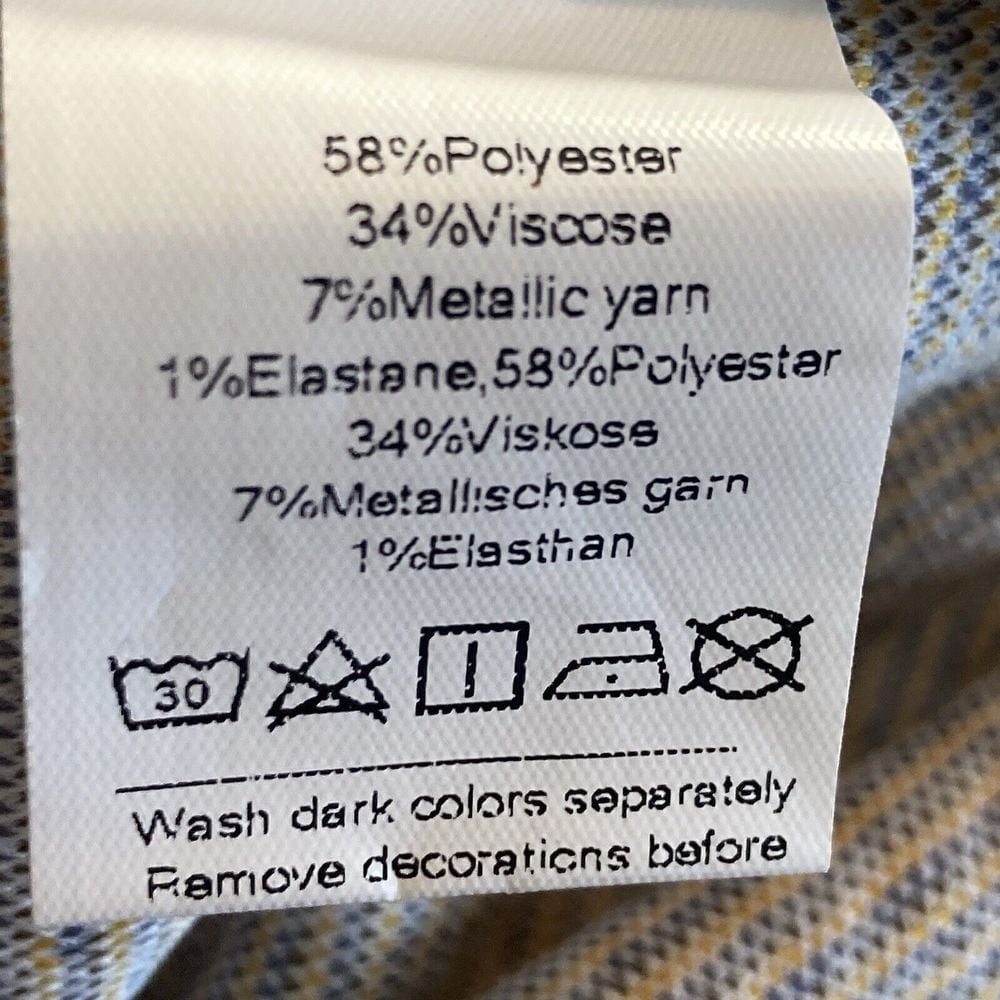 58%Polyester
34%Viscose
7%Metallic yarn
1%Elastane,58%Polyester
34%Viskose
7%Metallisches garn
1%Elasthan
30
Wash dark colors separately
Remove decorations before